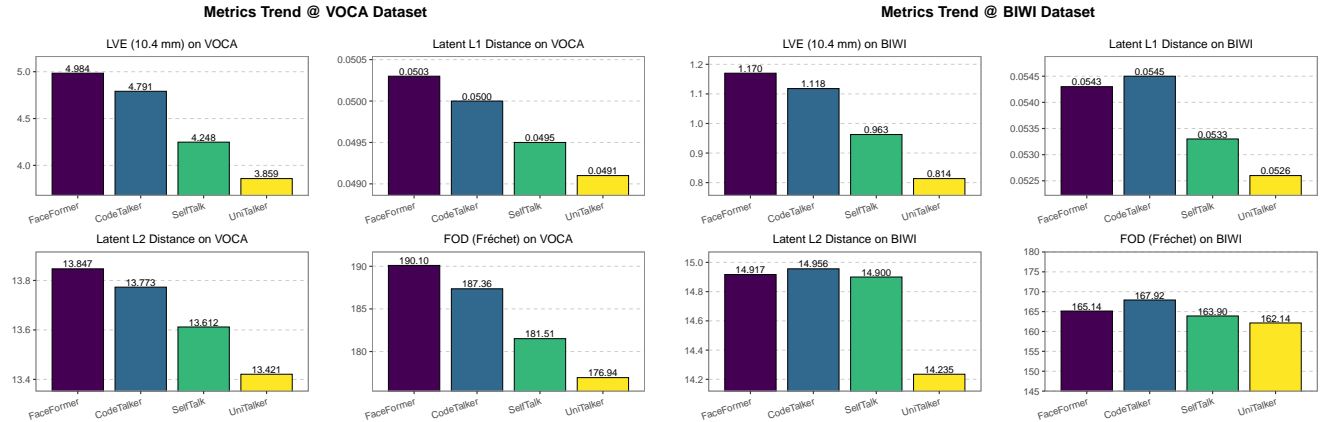 Metrics Trend @ VOCA Dataset
LVE (10.4 mm) on VOCA
5.0
4.5
4.0
4.984
4.791
4.248
3.859
FaceFormer
CodeTalker
SelfTalk
UniTalker
Latent L1 Distance on VOCA
0.0505
0.0500
0.0495
0.0490
0.0503
0.0500
0.0495
0.0491
FaceFormer
CodeTalker
SelfTalk
UniTalker
Latent L2 Distance on VOCA
13.8
13.6
13.4
13.847
13.773
13.612
13.421
FaceFormer
CodeTalker
SelfTalk
UniTalker
FOD (Fréchet) on VOCA
190
185
180
190.10
187.36
181.51
176.94
FaceFormer
CodeTalker
SelfTalk
UniTalker
Metrics Trend @ BIWI Dataset
LVE (10.4 mm) on BIWI
1.2
1.1
1.0
0.9
0.8
1.170
1.118
0.963
0.814
FaceFormer
CodeTalker
SelfTalk
UniTalker
Latent L1 Distance on BIWI
0.0545
0.0540
0.0535
0.0530
0.0525
0.0543
0.0545
0.0533
0.0526
FaceFormer
CodeTalker
SelfTalk
UniTalker
Latent L2 Distance on BIWI
15.0
14.8
14.6
14.4
14.2
14.917
14.956
14.900
14.235
FaceFormer
CodeTalker
SelfTalk
UniTalker
FOD (Fréchet) on BIWI
180
175
170
165
160
155
150
145
165.14
167.92
163.90
162.14
FaceFormer
CodeTalker
SelfTalk
UniTalker